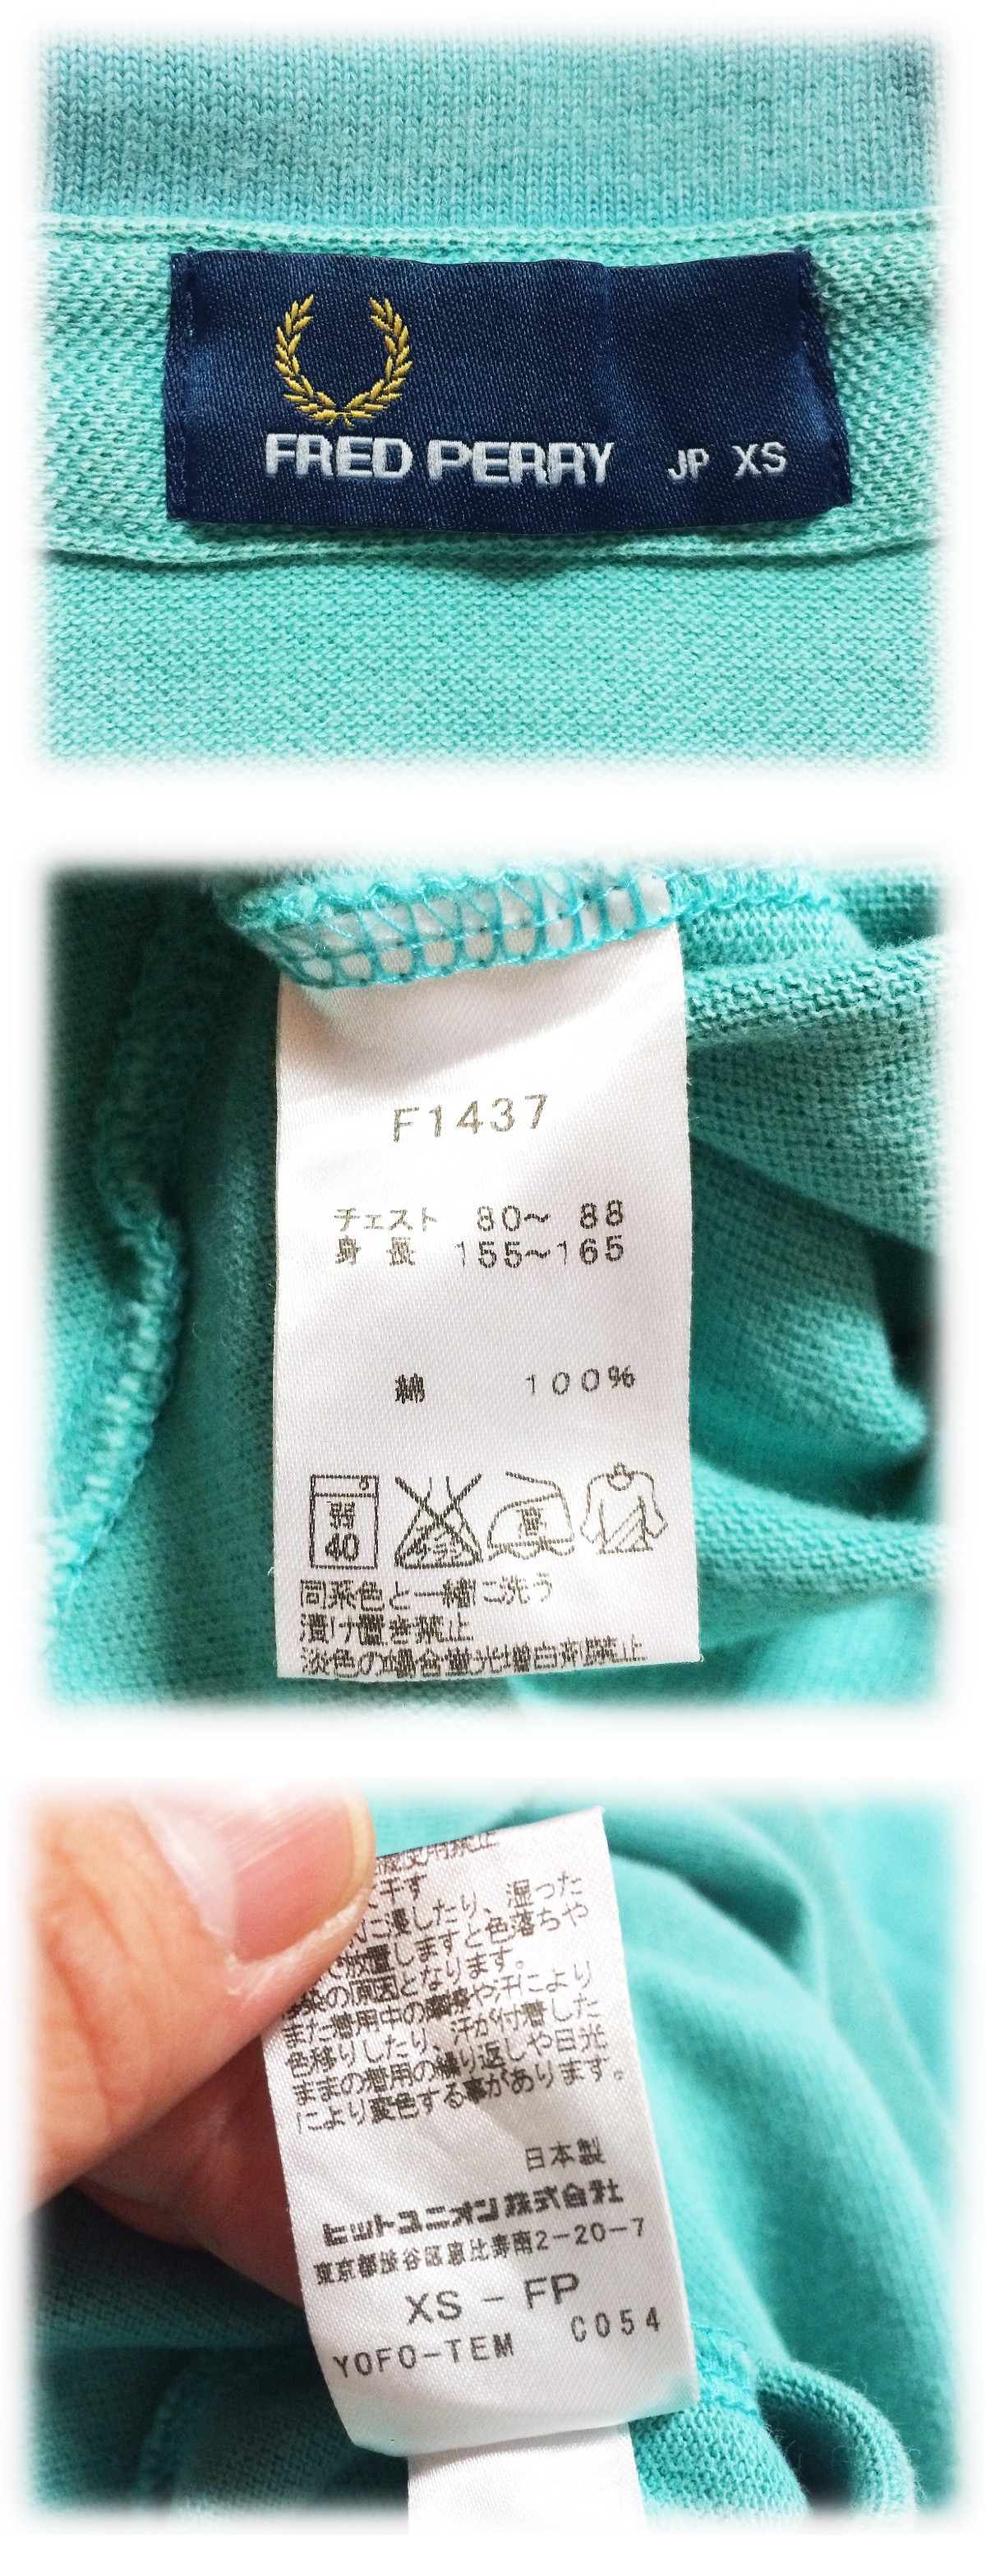 FRED PERRY JP XS
F1437
チェスト 80～ 88
身 長 155～165
綿 100%
弱
40
高
同系色と一緒に洗う
漬け置き禁止
淡色の場合蛍光増白剤禁止
使用禁止
干す
に浸したり、湿った
放置しますと色落ちや
染の原因となります。
また着用中の摩擦や汗により
色移りしたり、汗が付着した
ままの着用の繰り返しや日光
により変色する事があります。
日本製
ヒットユニオン株式会社
東京都渋谷区恵比寿南2-20-7
XS - FP
YOFO-TEM C054